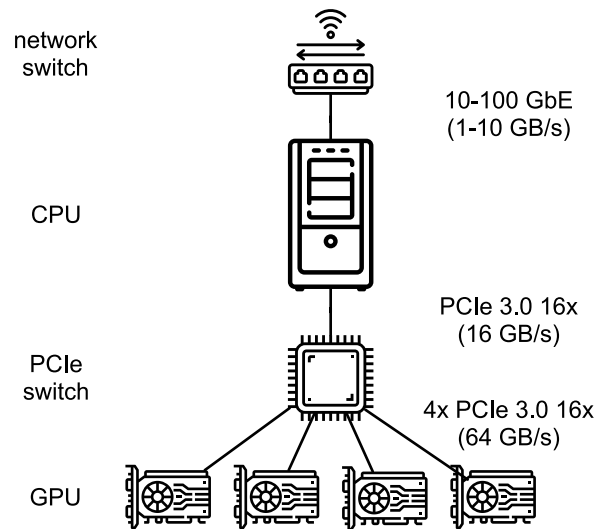 network
switch
10-100 GbE
(1-10 GB/s)
CPU
PCIe 3.0 16x
(16 GB/s)
PCIe
switch
4x PCIe 3.0 16x
(64 GB/s)
GPU